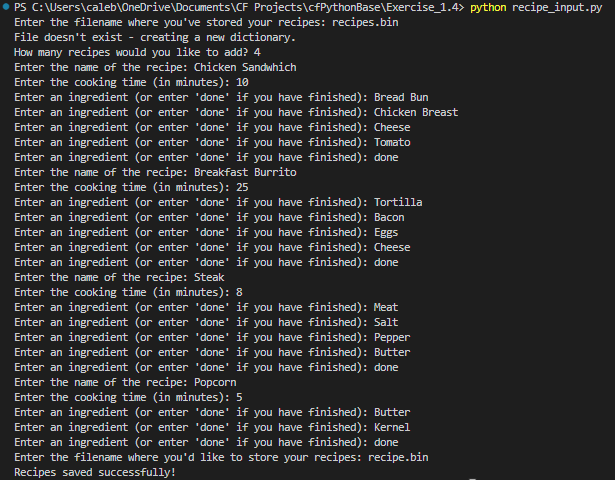 PS C:\Users\caleb\OneDrive\Documents\CF Projects\cfPythonBase\Exercise_1.4> python recipe_input.py
Enter the filename where you've stored your recipes: recipes.bin
File doesn't exist - creating a new dictionary.
How many recipes would you like to add? 4
Enter the name of the recipe: Chicken Sandwhich
Enter the cooking time (in minutes): 10
Enter an ingredient (or enter 'done' if you have finished): Bread Bun
Enter an ingredient (or enter 'done' if you have finished): Chicken Breast
Enter an ingredient (or enter 'done' if you have finished): Cheese
Enter an ingredient (or enter 'done' if you have finished): Tomato
Enter an ingredient (or enter 'done' if you have finished): done
Enter the name of the recipe: Breakfast Burrito
Enter the cooking time (in minutes): 25
Enter an ingredient (or enter 'done' if you have finished): Tortilla
Enter an ingredient (or enter 'done' if you have finished): Bacon
Enter an ingredient (or enter 'done' if you have finished): Eggs
Enter an ingredient (or enter 'done' if you have finished): Cheese
Enter an ingredient (or enter 'done' if you have finished): done
Enter the name of the recipe: Steak
Enter the cooking time (in minutes): 8
Enter an ingredient (or enter 'done' if you have finished): Meat
Enter an ingredient (or enter 'done' if you have finished): Salt
Enter an ingredient (or enter 'done' if you have finished): Pepper
Enter an ingredient (or enter 'done' if you have finished): Butter
Enter an ingredient (or enter 'done' if you have finished): done
Enter the name of the recipe: Popcorn
Enter the cooking time (in minutes): 5
Enter an ingredient (or enter 'done' if you have finished): Butter
Enter an ingredient (or enter 'done' if you have finished): Kernel
Enter an ingredient (or enter 'done' if you have finished): done
Enter the filename where you'd like to store your recipes: recipe.bin
Recipes saved successfully!